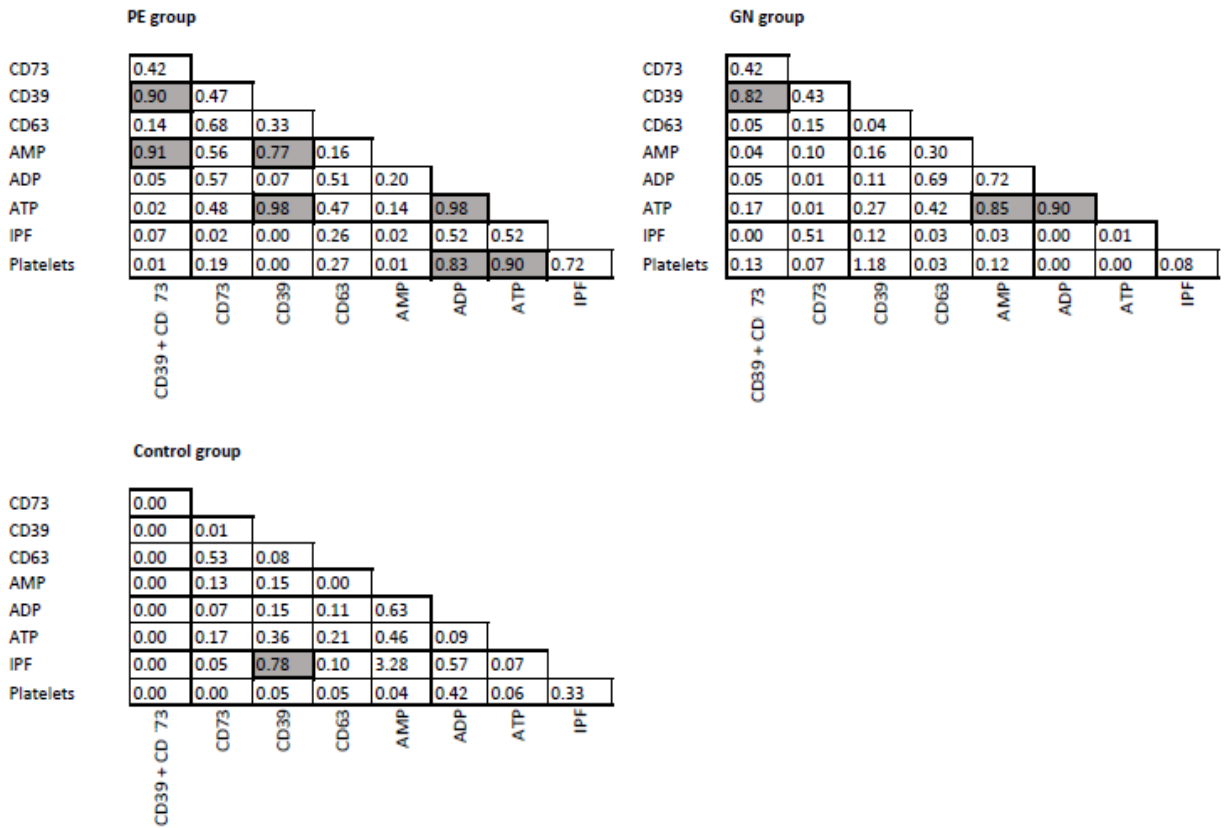 PE group
CD73 0.42
CD39 0.90 0.47
CD63 0.14 0.68 0.33
AMP 0.91 0.56 0.77 0.16
ADP 0.05 0.57 0.07 0.51 0.20
ATP 0.02 0.48 0.98 0.47 0.14 0.98
IPF 0.07 0.02 0.00 0.26 0.02 0.52 0.52
Platelets 0.01 0.19 0.00 0.27 0.01 0.83 0.90 0.72
CD39 + CD 73 CD73 CD39 CD63 AMP ADP ATP IPF
GN group
CD73 0.42
CD39 0.82 0.43
CD63 0.05 0.15 0.04
AMP 0.04 0.10 0.16 0.30
ADP 0.05 0.01 0.11 0.69 0.72
ATP 0.17 0.01 0.27 0.42 0.85 0.90
IPF 0.00 0.51 0.12 0.03 0.03 0.00 0.01
Platelets 0.13 0.07 1.18 0.03 0.12 0.00 0.00 0.08
CD39 + CD 73 CD73 CD39 CD63 AMP ADP ATP IPF
Control group
CD73 0.00
CD39 0.00 0.01
CD63 0.00 0.53 0.08
AMP 0.00 0.13 0.15 0.00
ADP 0.00 0.07 0.15 0.11 0.63
ATP 0.00 0.17 0.36 0.21 0.46 0.09
IPF 0.00 0.05 0.78 0.10 3.28 0.57 0.07
Platelets 0.00 0.00 0.05 0.05 0.04 0.42 0.06 0.33
CD39 + CD 73 CD73 CD39 CD63 AMP ADP ATP IPF